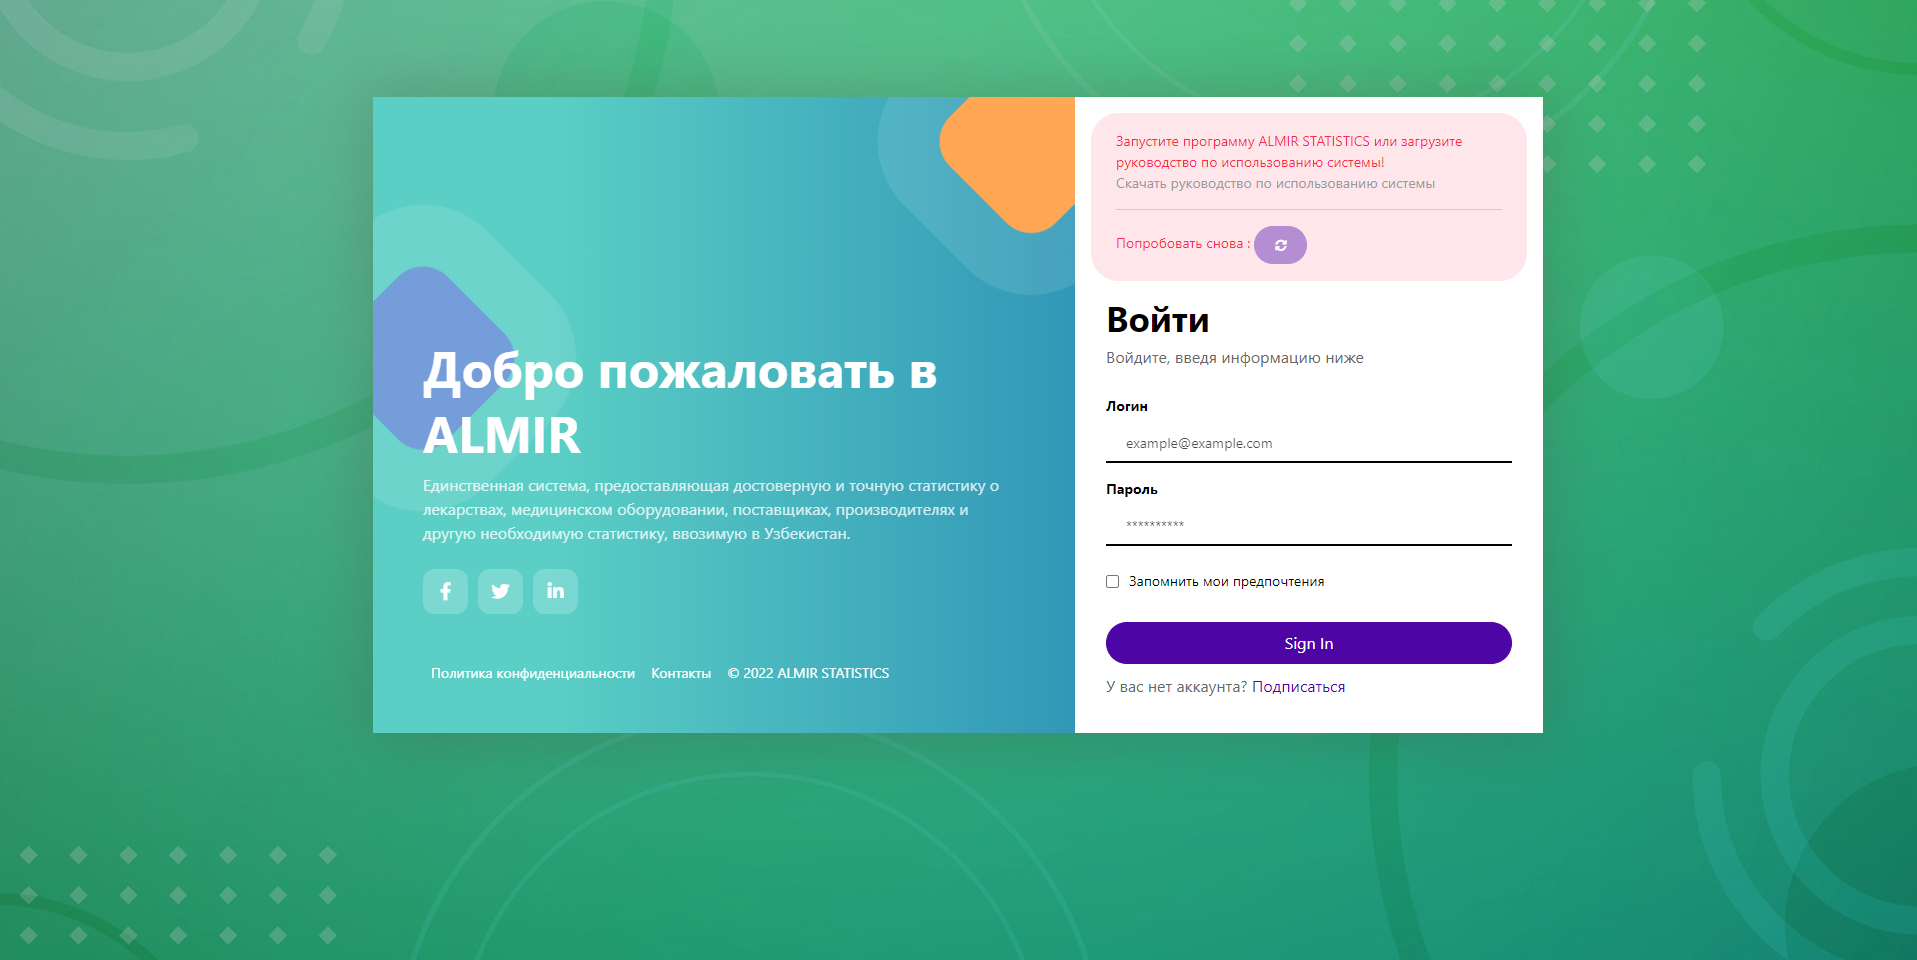 Добро пожаловать в
ALMIR
Единственная система, предоставляющая достоверную и точную статистику о
лекарствах, медицинском оборудовании, поставщиках, производителях и
другую необходимую статистику, ввозимую в Узбекистан.
Политика конфиденциальности Контакты © 2022 ALMIR STATISTICS
Запустите программу ALMIR STATISTICS или загрузите
руководство по использованию системы!
Скачать руководство по использованию системы
Попробовать снова :
Войти
Войдите, введя информацию ниже
Логин
example@example.com
Пароль
**********
Запомнить мои предпочтения
Sign In
У вас нет аккаунта? Подписаться